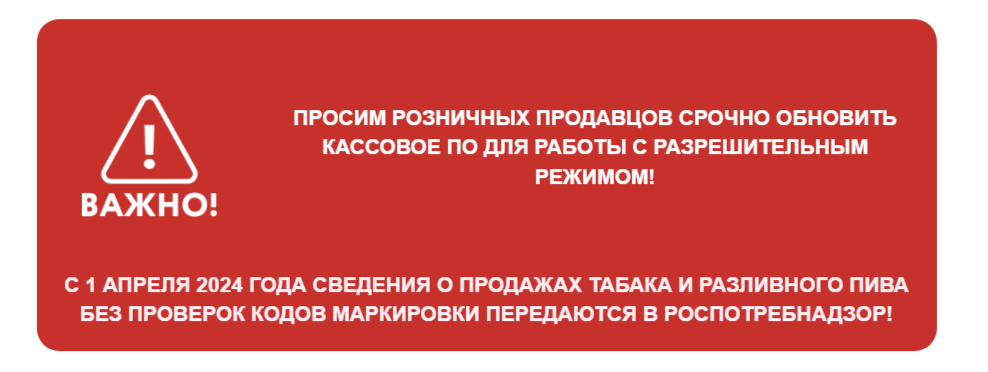 ПРОСИМ РОЗНИЧНЫХ ПРОДАВЦОВ СРОЧНО ОБНОВИТЬ
КАССОВОЕ ПО ДЛЯ РАБОТЫ С РАЗРЕШИТЕЛЬНЫМ
РЕЖИМОМ!
ВАЖНО!
С 1 АПРЕЛЯ 2024 ГОДА СВЕДЕНИЯ О ПРОДАЖАХ ТАБАКА И РАЗЛИВНОГО ПИВА
БЕЗ ПРОВЕРОК КОДОВ МАРКИРОВКИ ПЕРЕДАЮТСЯ В РОСПОТРЕБНАДЗОР!